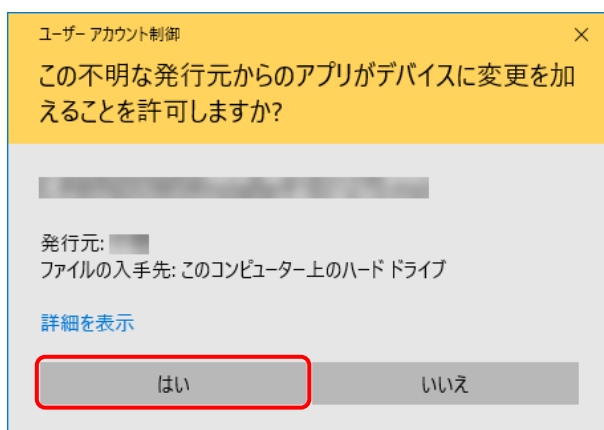 ユーザー アカウント制御
この不明な発行元からのアプリがデバイスに変更を加
えることを許可しますか?
発行元:
ファイルの入手先: このコンピューター上のハード ドライブ
詳細を表示
はい
いいえ